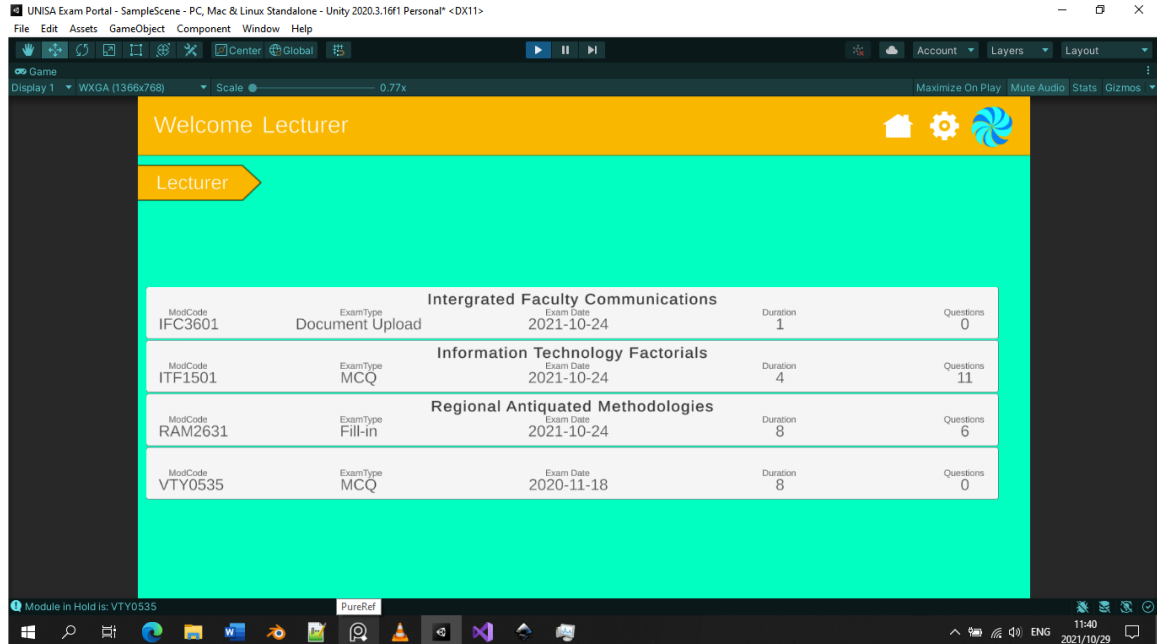 UNISA Exam Portal - SampleScene - PC, Mac & Linux Standalone - Unity 2020.3.16f1 Personal* <DX11>
File Edit Assets GameObject Component Window Help
Center Global Account Layers Layout
Game
Display 1 WXGA (1366x768) Scale 0.77x Maximize On Play Mute Audio Stats Gizmos
Welcome Lecturer
Lecturer
Intergrated Faculty Communications
ModCode ExamType Exam Date Duration Questions
IFC3601 Document Upload 2021-10-24 1 0
Information Technology Factorials
ModCode ExamType Exam Date Duration Questions
ITF1501 MCQ 2021-10-24 4 11
Regional Antiquated Methodologies
ModCode ExamType Exam Date Duration Questions
RAM2631 Fill-in 2021-10-24 8 6
ModCode ExamType Exam Date Duration Questions
VTY0535 MCQ 2020-11-18 8 0
Module in Hold is: VTY0535
PureRef
ENG 11:40
2021/10/29